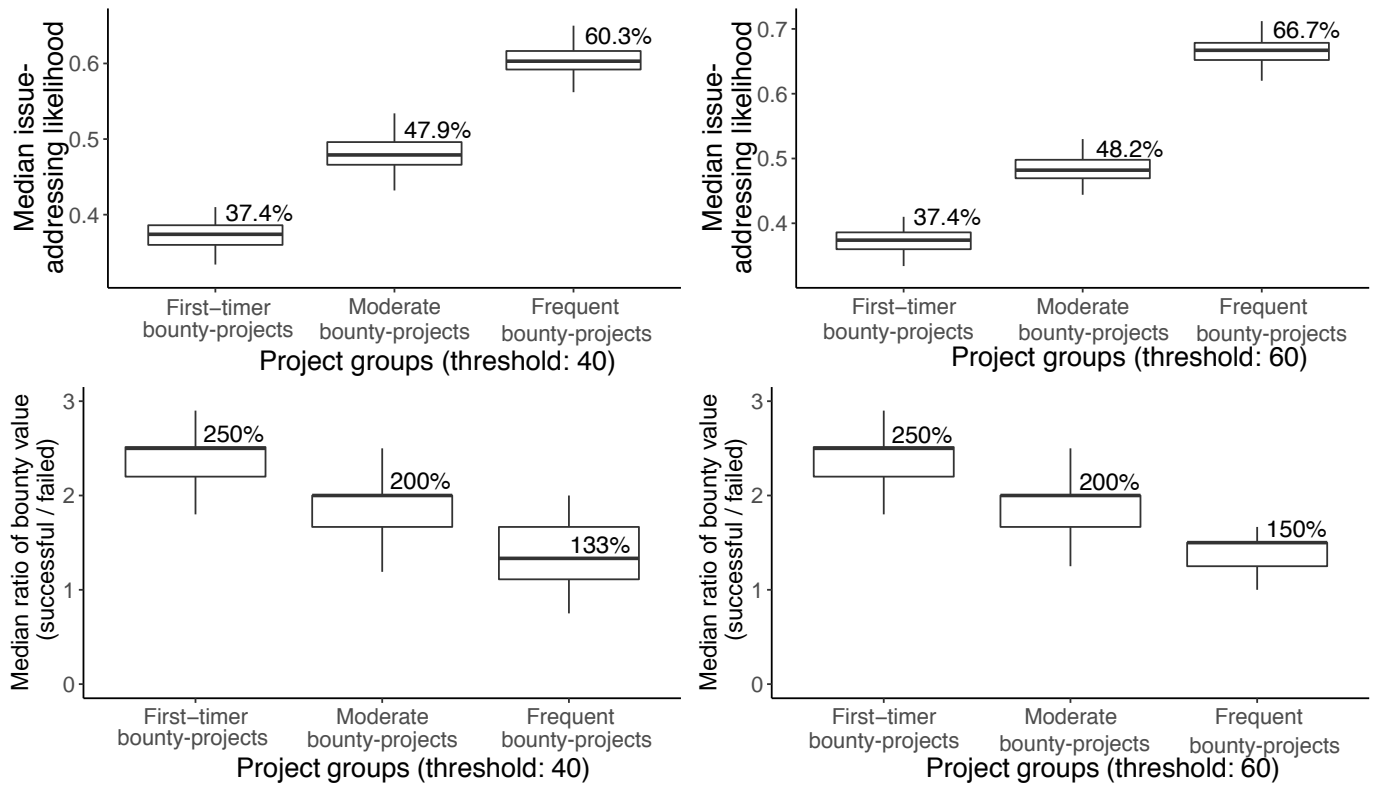 Median issue-
addressing likelihood
0.6
0.5
0.4
37.4%
47.9%
60.3%
First−timer
bounty-projects
Moderate
bounty-projects
Frequent
bounty-projects
Project groups (threshold: 40)
Median issue-
addressing likelihood
0.7
0.6
0.5
0.4
37.4%
48.2%
66.7%
First−timer
bounty-projects
Moderate
bounty-projects
Frequent
bounty-projects
Project groups (threshold: 60)
Median ratio of bounty value
(successful / failed)
3
2
1
0
250%
200%
133%
First−timer
bounty-projects
Moderate
bounty-projects
Frequent
bounty-projects
Project groups (threshold: 40)
Median ratio of bounty value
(successful / failed)
3
2
1
0
250%
200%
150%
First−timer
bounty-projects
Moderate
bounty-projects
Frequent
bounty-projects
Project groups (threshold: 60)